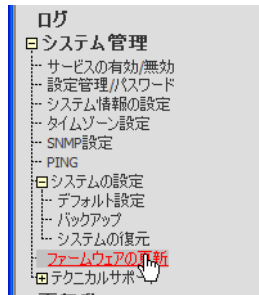 ログ
システム管理
サービスの有効/無効
設定管理/パスワード
システム情報の設定
タイムゾーン設定
SNMP設定
PING
システムの設定
デフォルト設定
バックアップ
システムの復元
ファームウェアの更新
テクニカルサポ